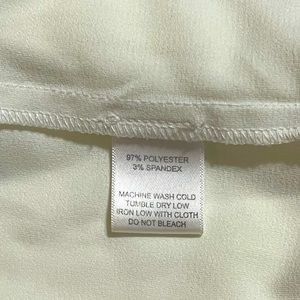 97% POLYESTER
3% SPANDEX
MACHINE WASH COLD
TUMBLE DRY LOW
IRON LOW WITH CLOTH
DO NOT BLEACH